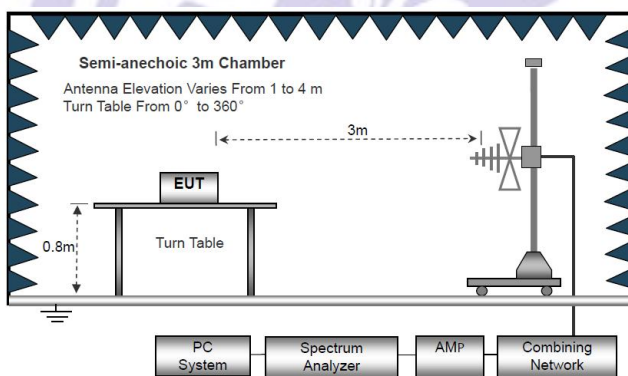 Semi-anechoic 3m Chamber
Antenna Elevation Varies From 1 to 4 m
Turn Table From 0° to 360°
3m
EUT
0.8m
Turn Table
PC System
Spectrum Analyzer
AMP
Combining Network